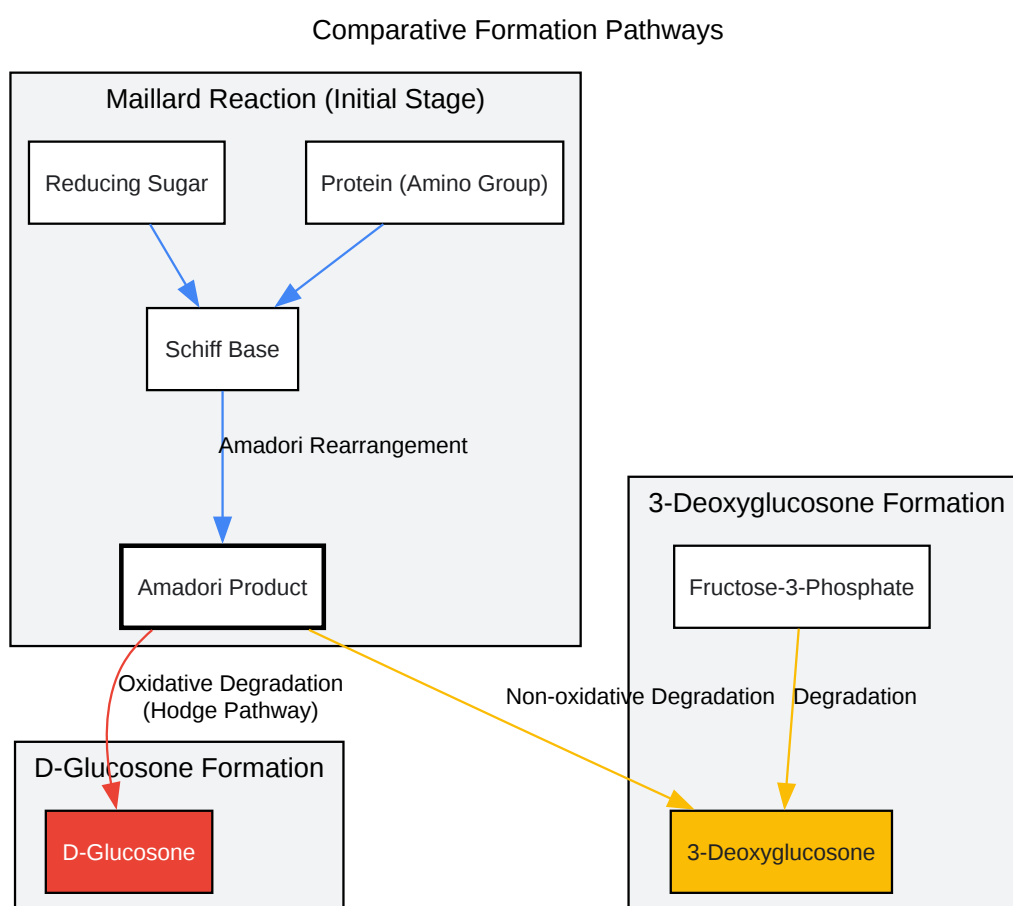 Comparative Formation Pathways
Maillard Reaction (Initial Stage)
Reducing Sugar
Protein (Amino Group)
Schiff Base
Amadori Rearrangement
Amadori Product
3-Deoxyglucosone Formation
Fructose-3-Phosphate
Oxidative Degradation
(Hodge Pathway)
Non-oxidative Degradation
Degradation
D-Glucosone Formation
D-Glucosone
3-Deoxyglucosone